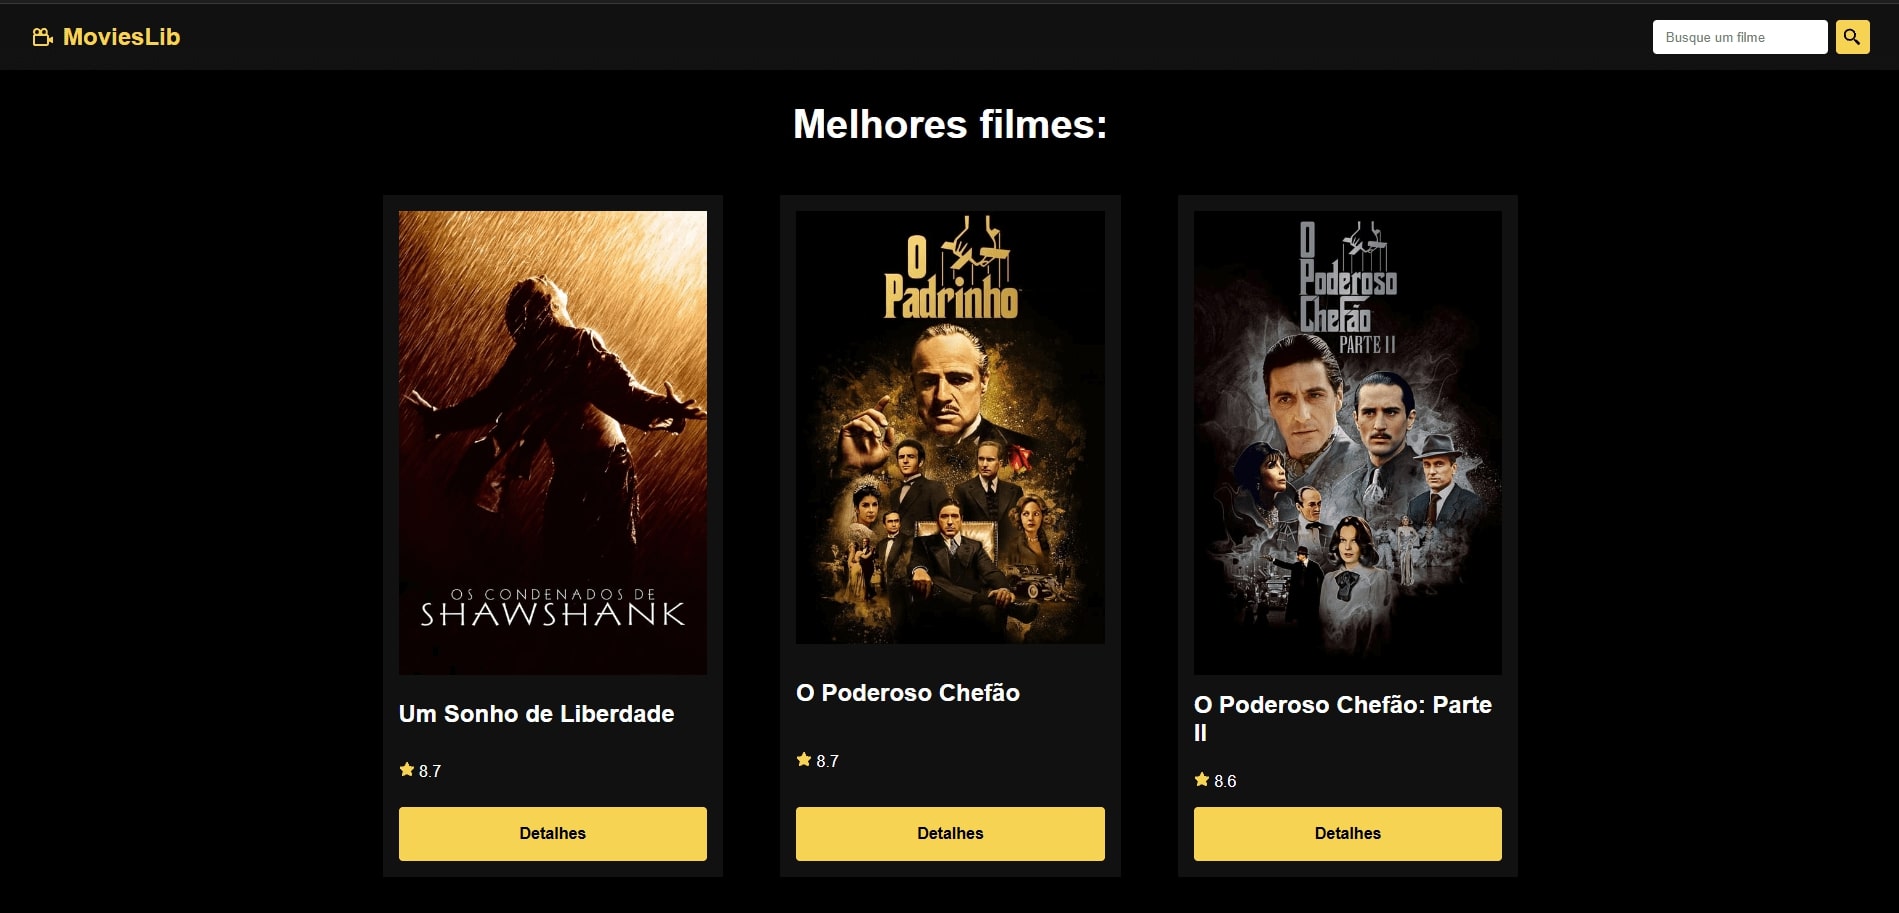 MoviesLib
Busque um filme
Melhores filmes:
OS CONDENADOS DE
SHAWSHANK
Um Sonho de Liberdade
8.7
Detalhes
O
Padrinho
O Poderoso Chefão
8.7
Detalhes
O
Poderoso
Chefão
PARTE II
O Poderoso Chefão: Parte
II
8.6
Detalhes